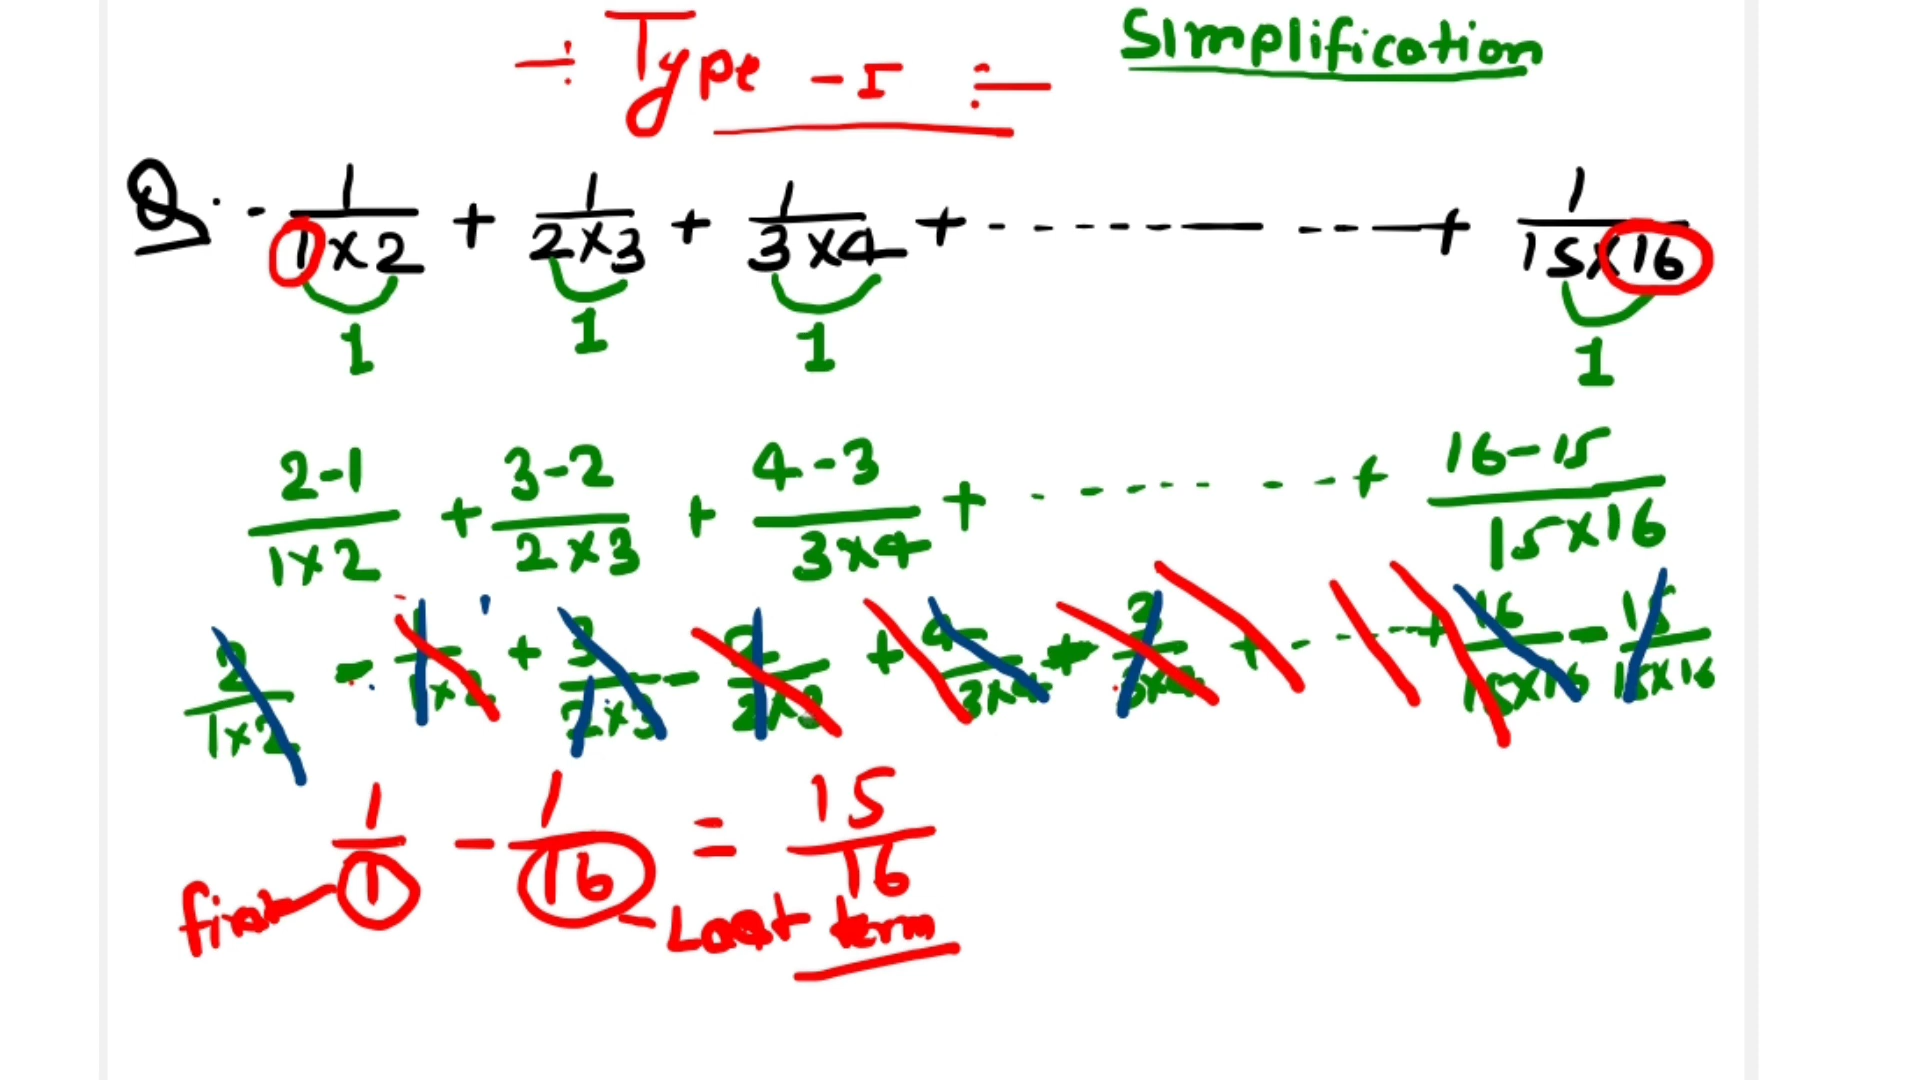 ÷ Type - I :- Simplification
Q. - 1/1×2 + 1/2×3 + 1/3×4 + ---------- + 1/15×16
1 1 1 1
2-1/1×2 + 3-2/2×3 + 4-3/3×4 + ------- + 16-15/15×16
2/1×2 - 1/1×2 + 3/2×3 - 2/2×3 + 4/3×4 - 3/3×4 + ----- + 16/15×16 - 15/15×16
1/1 - 1/16 = 15/16
first Last term